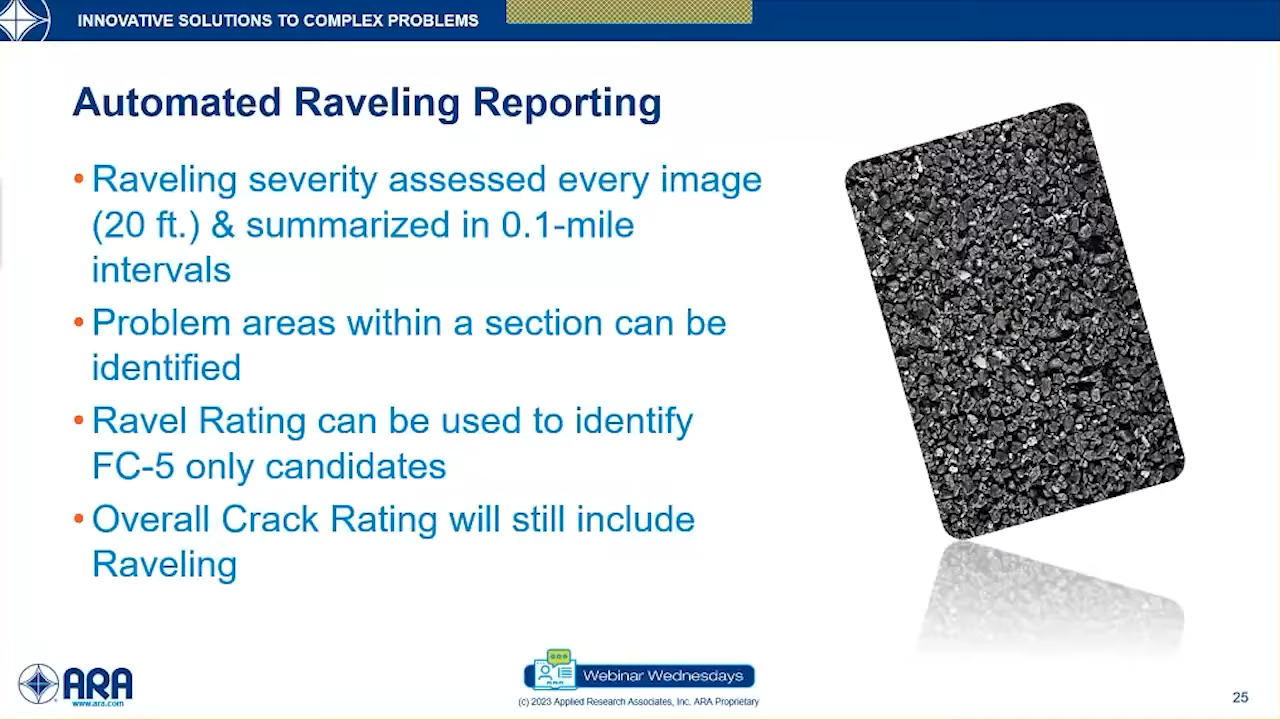 INNOVATIVE SOLUTIONS TO COMPLEX PROBLEMS
Automated Raveling Reporting
• Raveling severity assessed every image
(20 ft.) & summarized in 0.1-mile
intervals
• Problem areas within a section can be
identified
• Ravel Rating can be used to identify
FC-5 only candidates
• Overall Crack Rating will still include
Raveling
ARA
www.ara.com
Webinar Wednesdays
(c) 2023 Applied Research Associates, Inc. ARA Proprietary
25